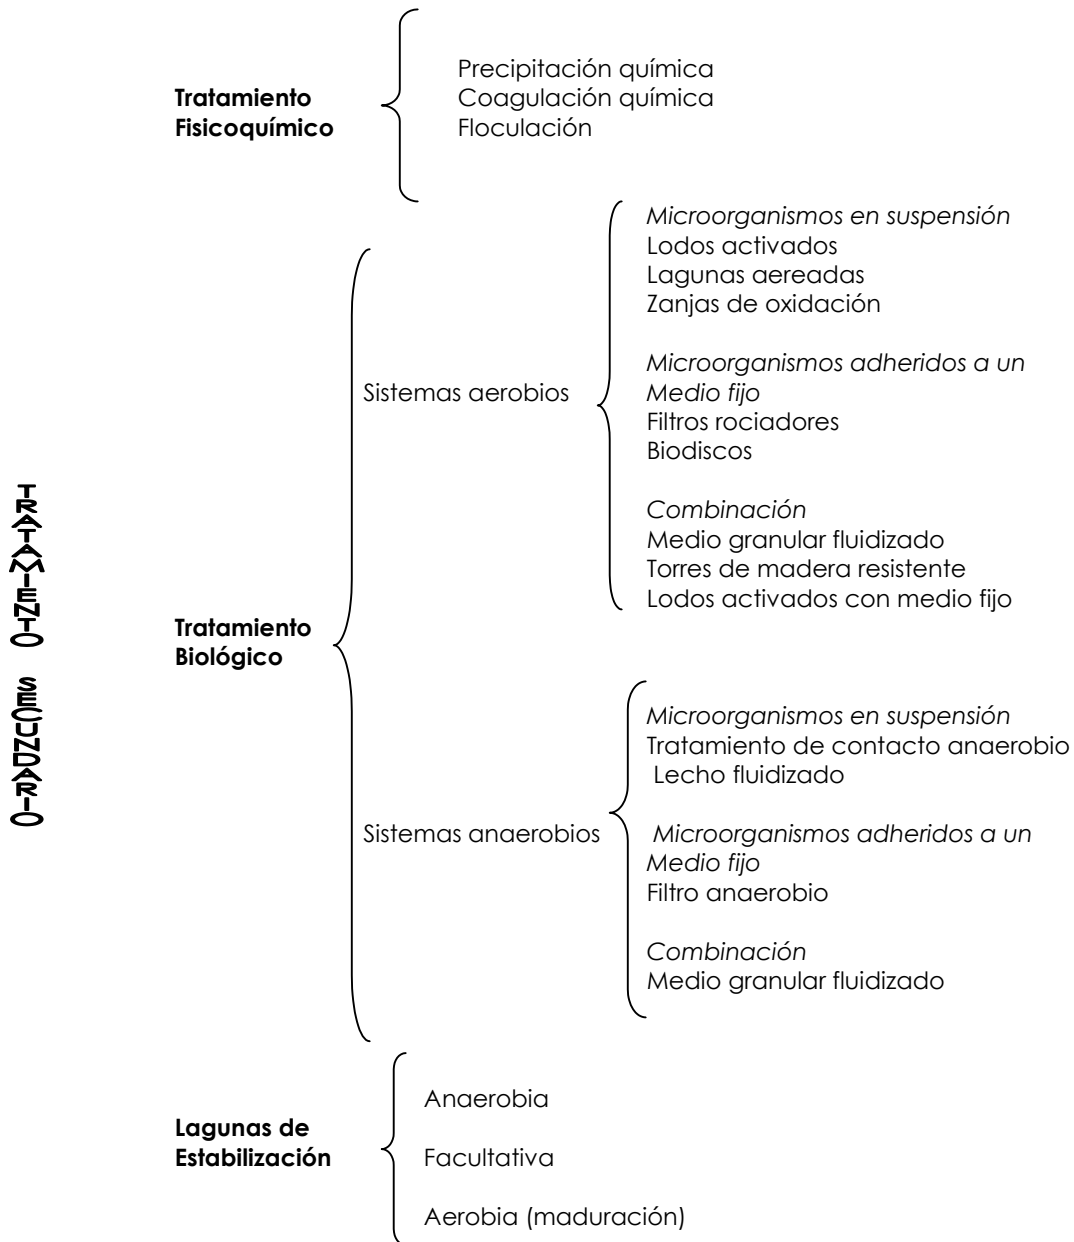 TRATAMIENTO SECUNDARIO
Tratamiento
Fisicoquímico
Precipitación química
Coagulación química
Floculación
Tratamiento
Biológico
Sistemas aerobios
Microorganismos en suspensión
Lodos activados
Lagunas aereadas
Zanjas de oxidación
Microorganismos adheridos a un
Medio fijo
Filtros rociadores
Biodiscos
Combinación
Medio granular fluidizado
Torres de madera resistente
Lodos activados con medio fijo
Sistemas anaerobios
Microorganismos en suspensión
Tratamiento de contacto anaerobio
Lecho fluidizado
Microorganismos adheridos a un
Medio fijo
Filtro anaerobio
Combinación
Medio granular fluidizado
Lagunas de
Estabilización
Anaerobia
Facultativa
Aerobia (maduración)